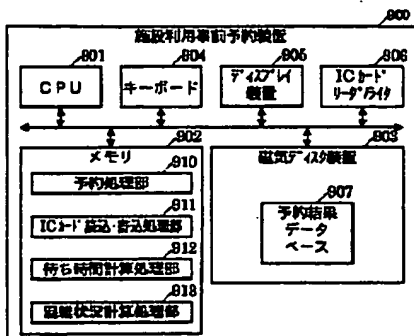 900
施設利用事前予約装置
901
904
905
906
CPU
キーボード
ディスプレイ
装置
ICカード
リーダ/ライタ
902
903
メモリ
磁気ディスク装置
910
予約処理部
911
ICカード読込・書込処理部
912
待ち時間計算処理部
913
混雑状況計算処理部
907
予約結果
データ
ベース